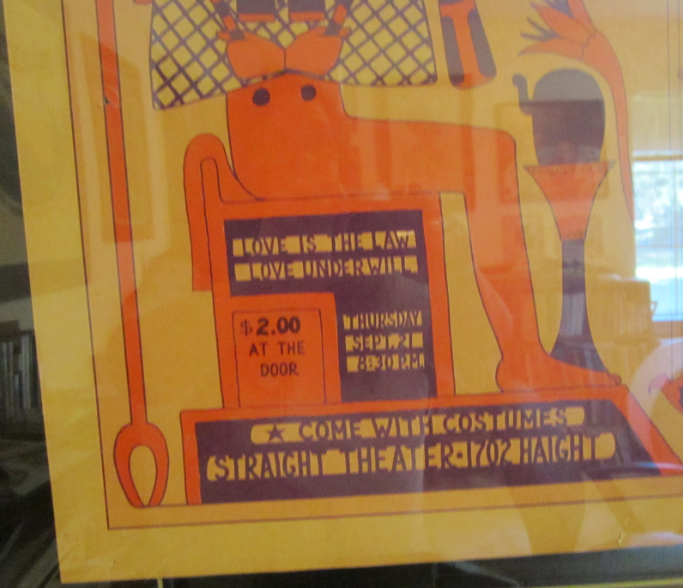 LOVE IS THE LAW
LOVE UNDER WILL.
$2.00
AT THE
DOOR
THURSDAY
SEPT. 21
8:30 P.M.
★ COME WITH COSTUMES
STRAIGHT THEATER • 1702 HAIGHT